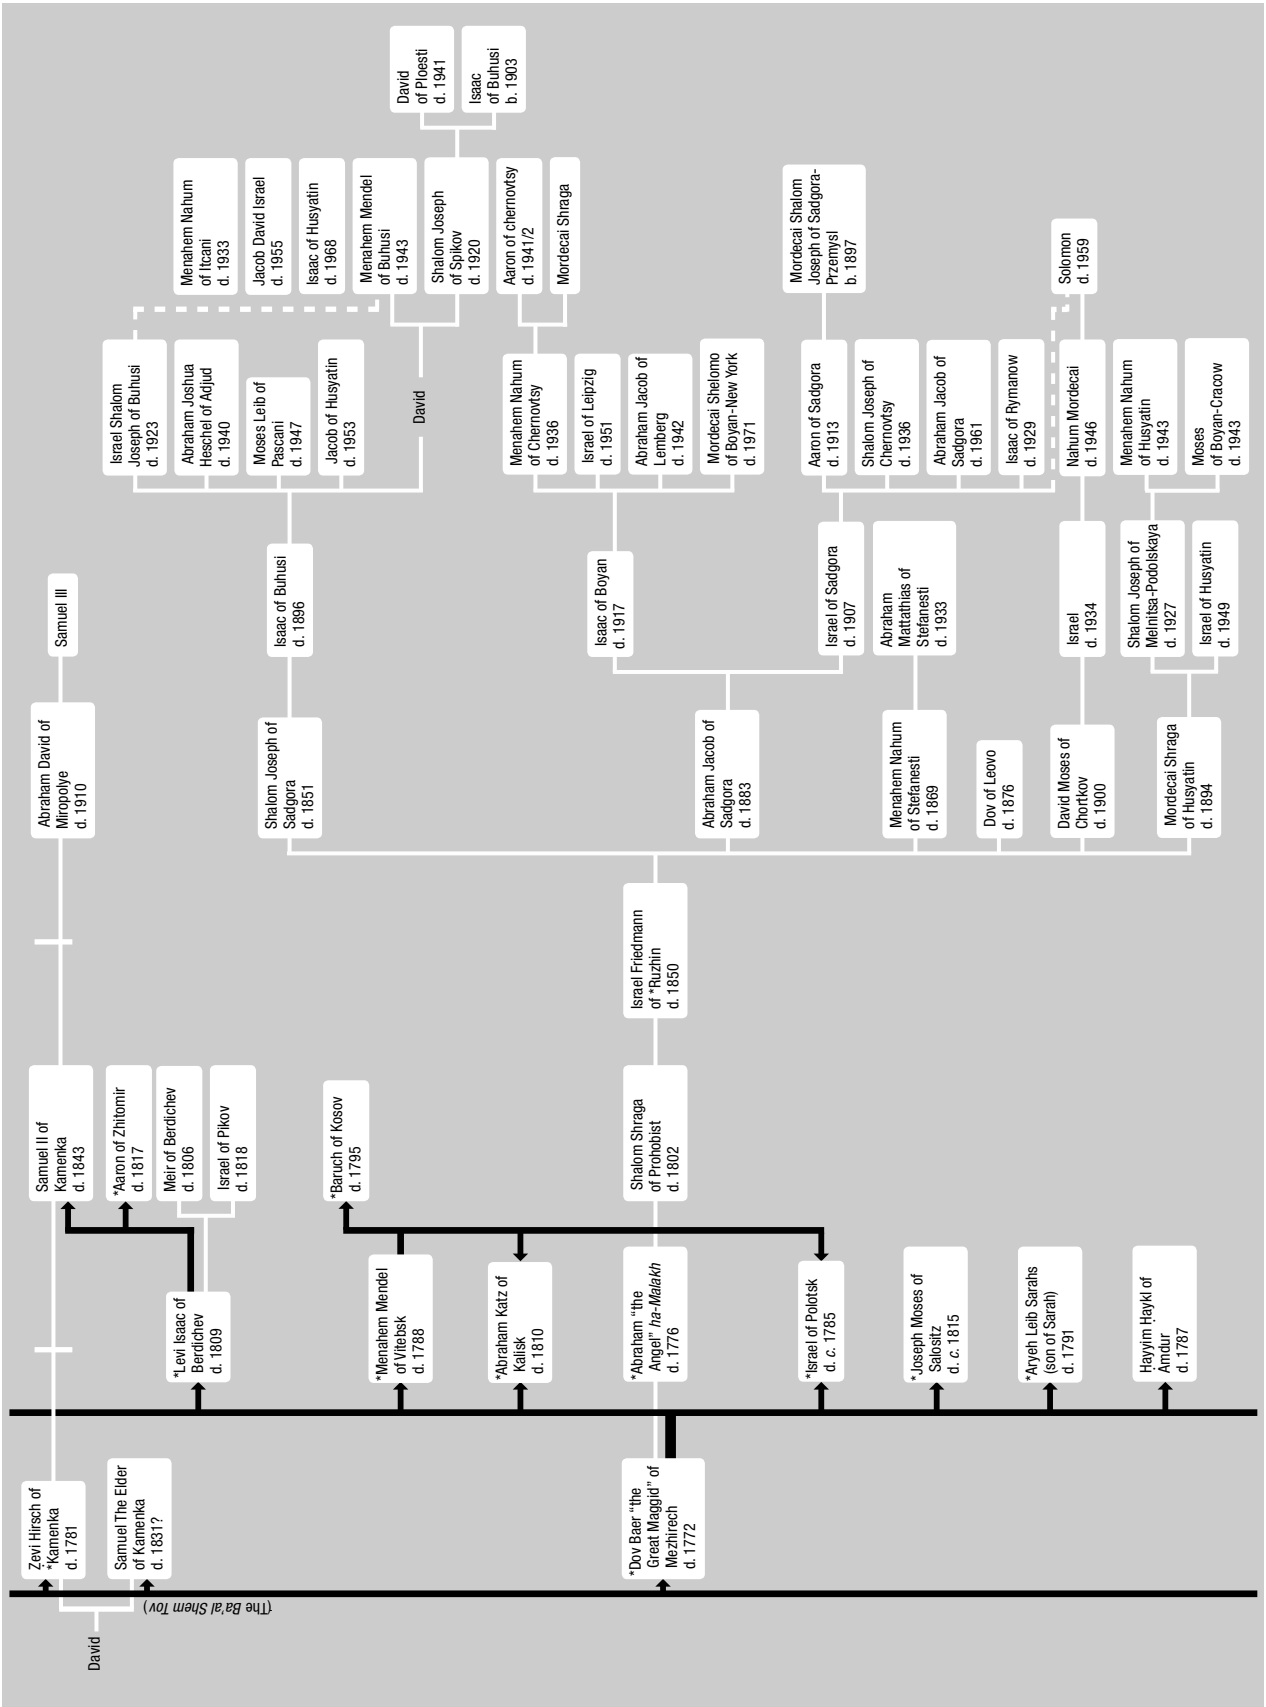 David
(The Ba'al Shem Tov)
Ẓevi Hirsch of
*Kamenka
d. 1781
Samuel The Elder
of Kamenka
d. 1831?
*Dov Baer “the
Great Maggid” of
Mezhirech
d. 1772
*Levi Isaac of
Berdichev
d. 1809
*Menahem Mendel
of Vitebsk
d. 1788
*Abraham Katz of
Kalisk
d. 1810
*Abraham “the
Angel” ha-Malakh
d. 1776
*Israel of Polotsk
d. c. 1785
*Joseph Moses of
Salositz
d. c. 1815
*Aryeh Leib Sarahs
(son of Sarah)
d. 1791
Ḥayyim Ḥaykl of
Amdur
d. 1787
Samuel II of
Kamenka
d. 1843
*Aaron of Zhitomir
d. 1817
Meir of Berdichev
d. 1806
Israel of Pikov
d. 1818
*Baruch of Kosov
d. 1795
Shalom Shraga
of Prohobist
d. 1802
Israel Friedmann
of *Ruzhin
d. 1850
Abraham David of
Miropolye
d. 1910
Shalom Joseph of
Sadgora
d. 1851
Abraham Jacob of
Sadgora
d. 1883
Menahem Nahum
of Stefanesti
d. 1869
Dov of Leovo
d. 1876
David Moses of
Chortkov
d. 1900
Mordecai Shraga
of Husyatin
d. 1894
Samuel III
Isaac of Buhusi
d. 1896
Isaac of Boyan
d. 1917
Israel of Sadgora
d. 1907
Abraham
Mattathias of
Stefanesti
d. 1933
Israel
d. 1934
Shalom Joseph of
Melnitsa-Podolskaya
d. 1927
Israel of Husyatin
d. 1949
Israel Shalom
Joseph of Buhusi
d. 1923
Abraham Joshua
Heschel of Adjud
d. 1940
Moses Leib of
Pascani
d. 1947
Jacob of Husyatin
d. 1953
David
Menahem Nahum
of Chernovtsy
d. 1936
Israel of Leipzig
d. 1951
Abraham Jacob of
Lemberg
d. 1942
Mordecai Shelomo
of Boyan-New York
d. 1971
Aaron of Sadgora
d. 1913
Shalom Joseph of
Chernovtsy
d. 1936
Abraham Jacob of
Sadgora
d. 1961
Isaac of Rymanow
d. 1929
Nahum Mordecai
d. 1946
Menahem Nahum
of Husyatin
d. 1943
Moses
of Boyan-Cracow
d. 1943
Menahem Nahum
of Itcani
d. 1933
Jacob David Israel
d. 1955
Isaac of Husyatin
d. 1968
Menahem Mendel
of Buhusi
d. 1943
Shalom Joseph
of Spikov
d. 1920
Aaron of chernovtsy
d. 1941/2
Mordecai Shraga
Mordecai Shalom
Joseph of Sadgora-
Przemysl
b. 1897
Solomon
d. 1959
David
of Ploesti
d. 1941
Isaac
of Buhusi
b. 1903